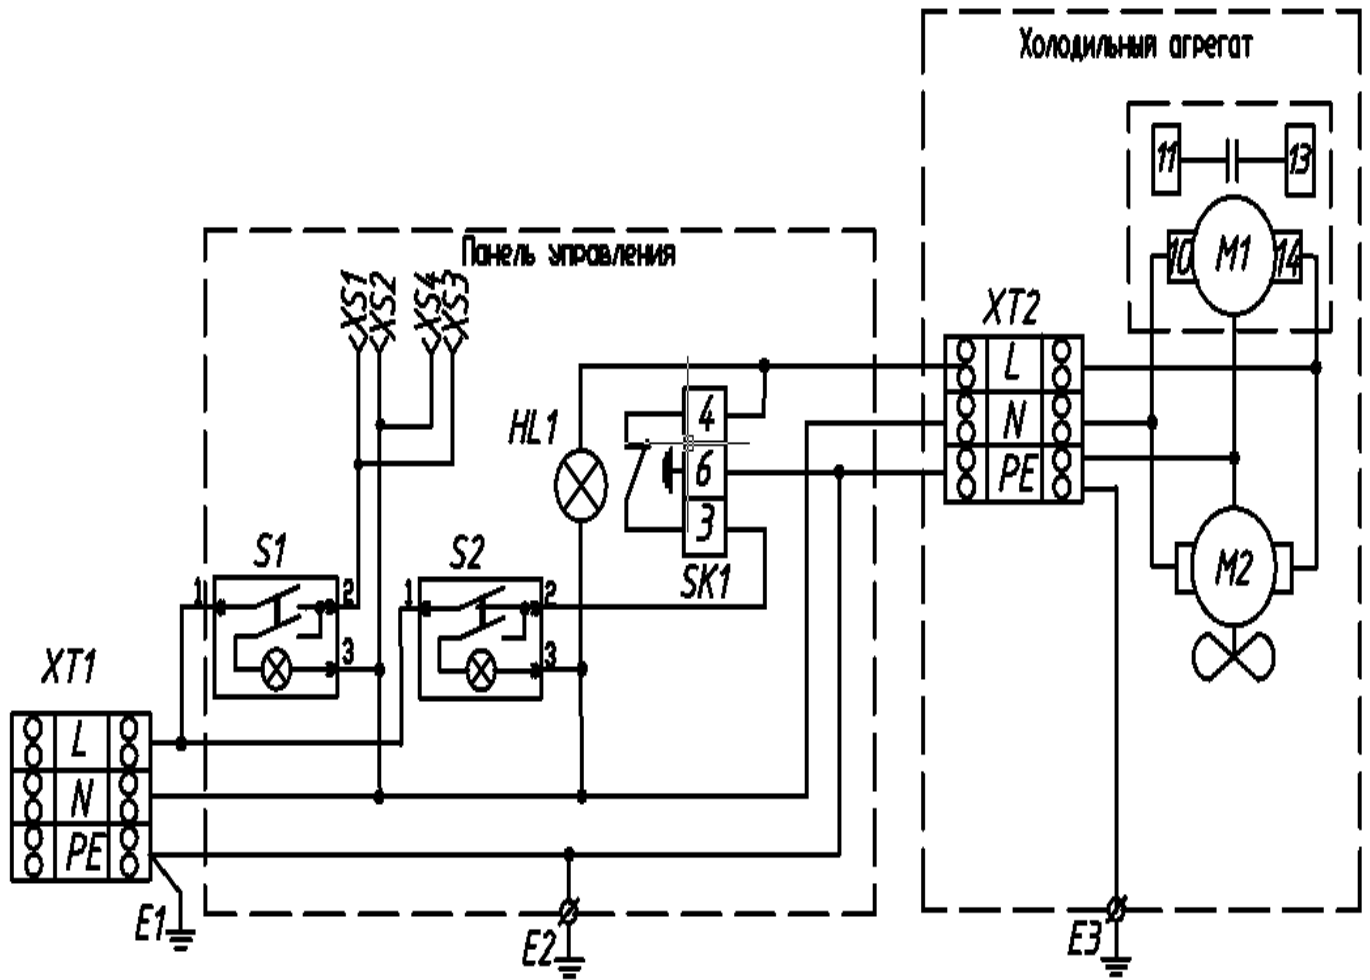 Холодильный агрегат
11
13
10
M1
14
Панель управления
XS1
XS2
XS4
XS3
XT2
L
N
PE
HL1
4
6
3
SK1
S1
1
2
3
S2
1
2
3
M2
XT1
L
N
PE
E1
E2
E3